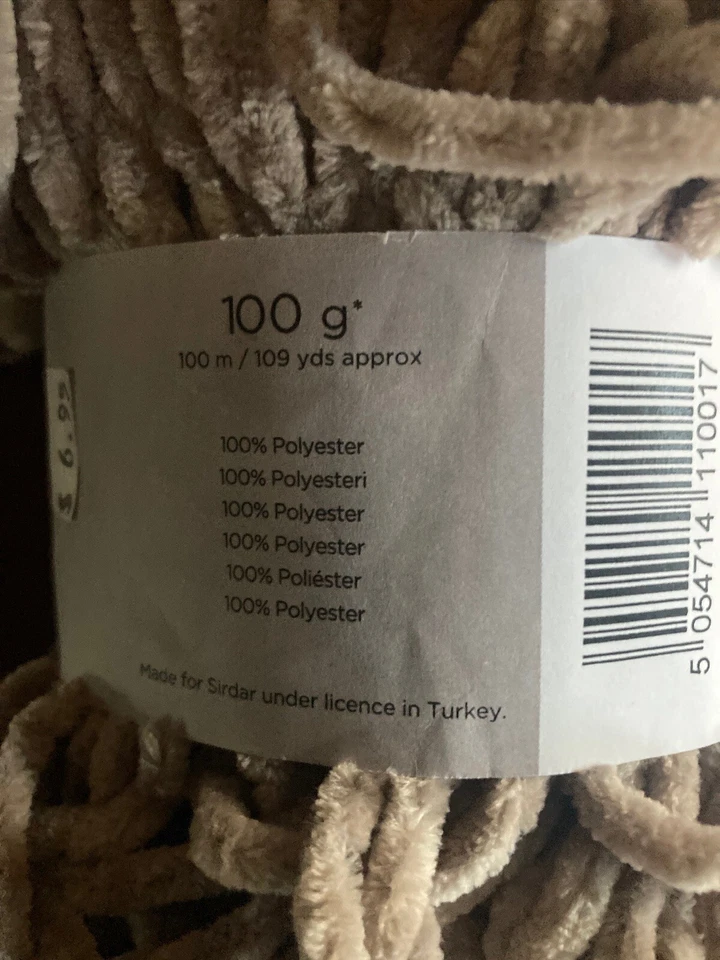 100 g*
100 m / 109 yds approx
$ 6.99
100% Polyester
100% Polyesteri
100% Polyester
100% Polyester
100% Poliéster
100% Polyester
Made for Sirdar under licence in Turkey.
5 054714 110017